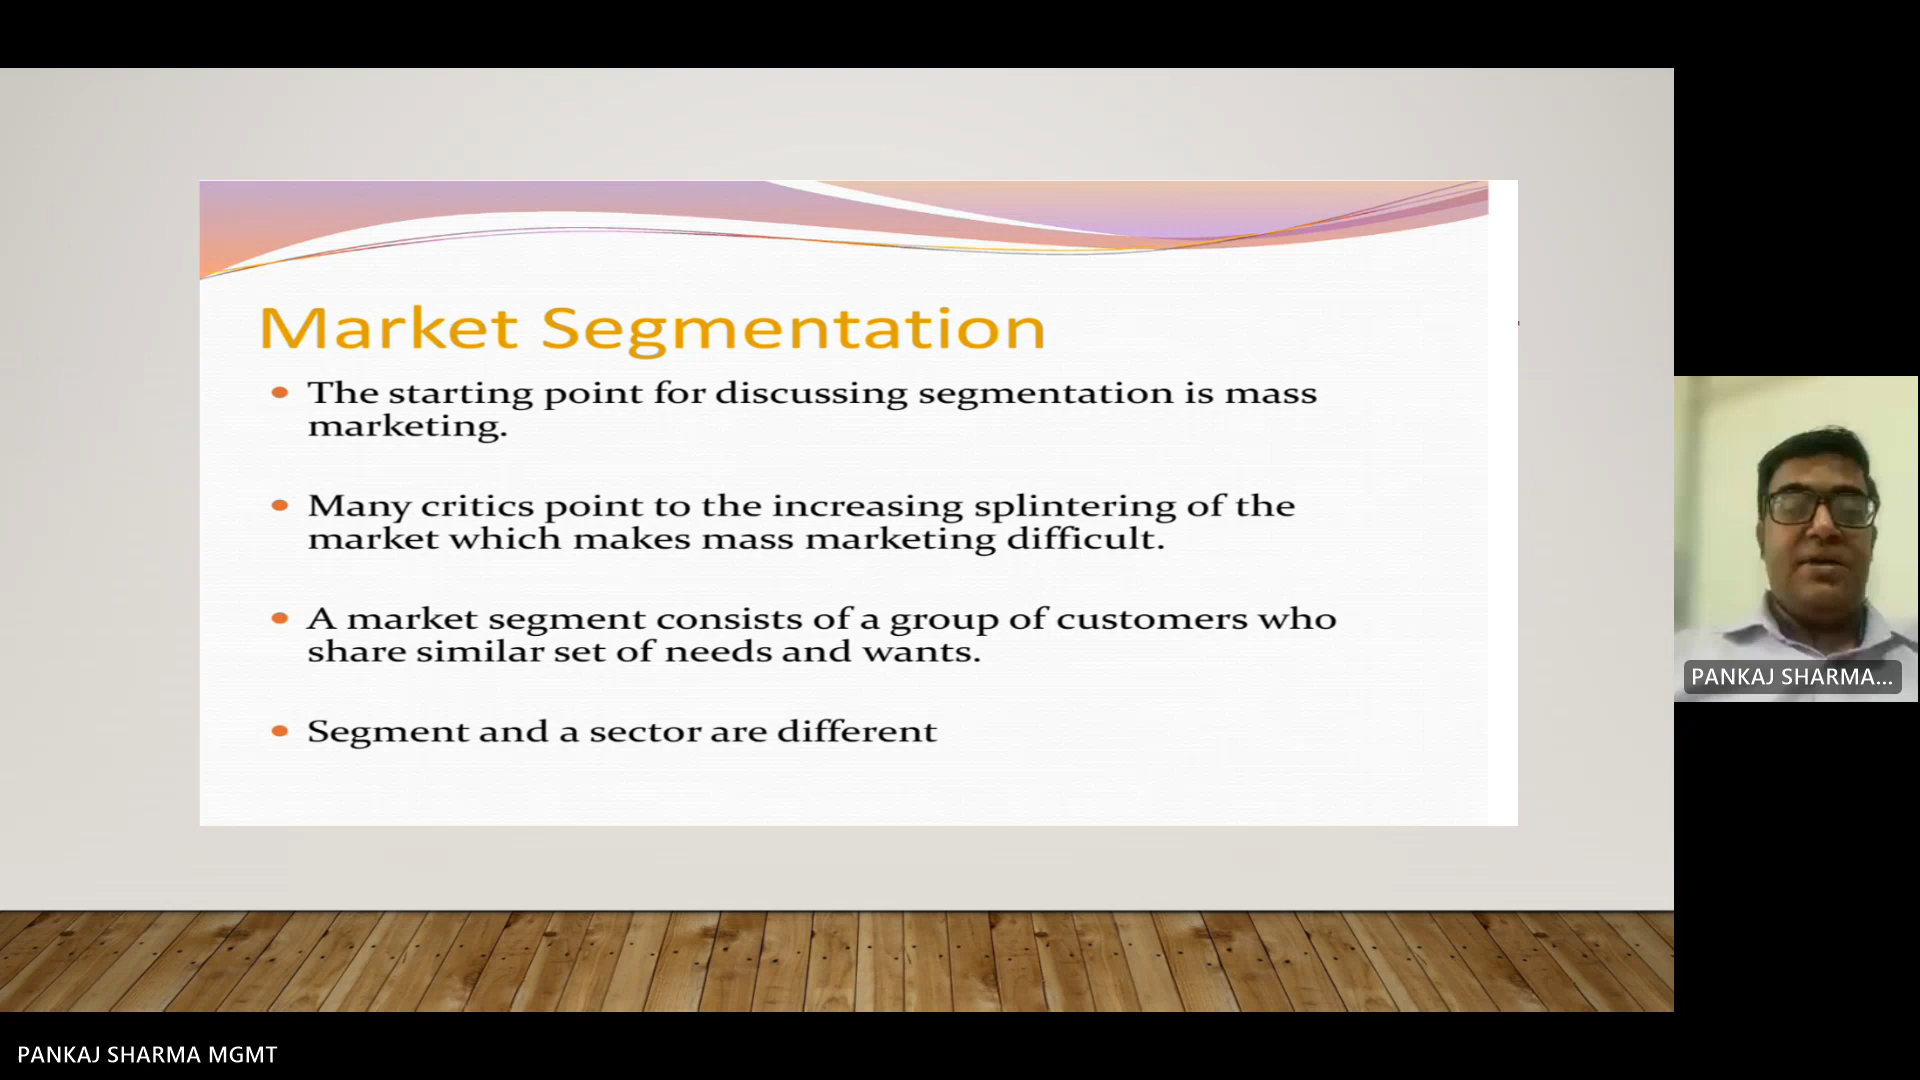 Market Segmentation
The starting point for discussing segmentation is mass
marketing.
Many critics point to the increasing splintering of the
market which makes mass marketing difficult.
A market segment consists of a group of customers who
share similar set of needs and wants.
Segment and a sector are different
PANKAJ SHARMA...
PANKAJ SHARMA MGMT